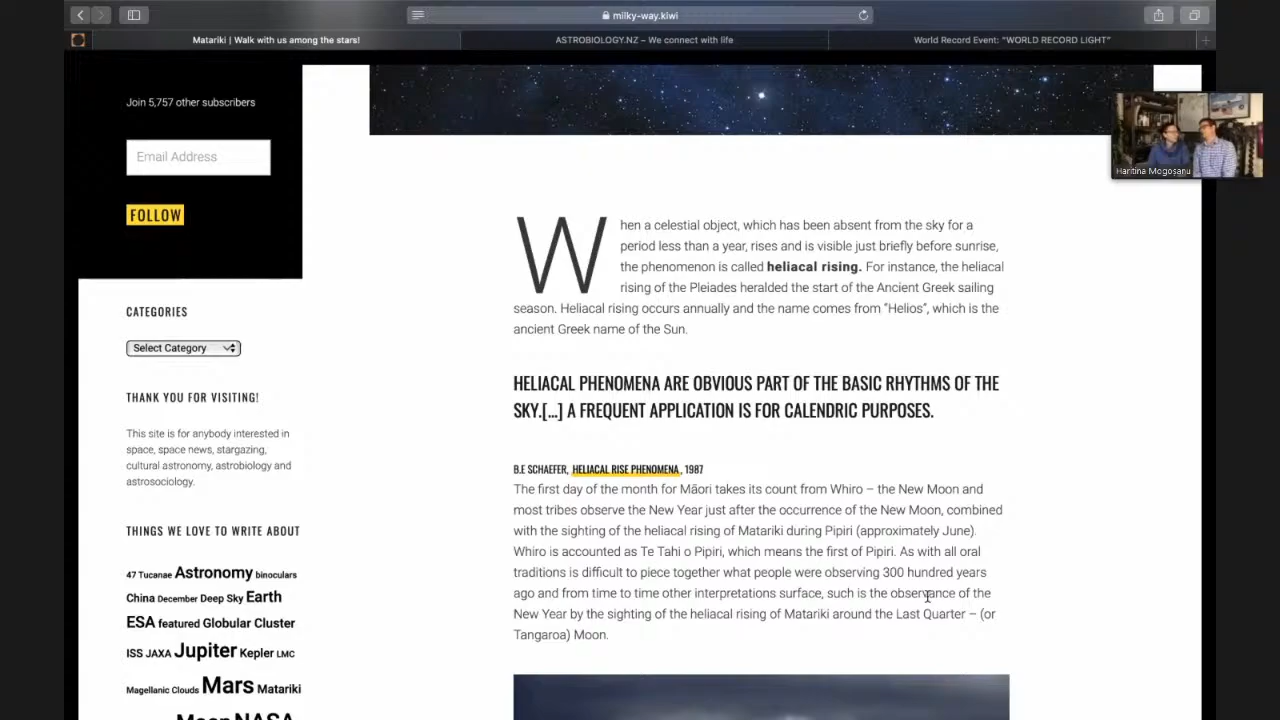 milky-way.kiwi
Matariki | Walk with us among the stars!
ASTROBIOLOGY.NZ – We connect with life
World Record Event: “WORLD RECORD LIGHT”
Join 5,757 other subscribers
Email Address
FOLLOW
CATEGORIES
Select Category
THANK YOU FOR VISITING!
This site is for anybody interested in
space, space news, stargazing,
cultural astronomy, astrobiology and
astrosociology.
THINGS WE LOVE TO WRITE ABOUT
47 Tucanae Astronomy binoculars
China December Deep Sky Earth
ESA featured Globular Cluster
ISS JAXA Jupiter Kepler LMC
Magellanic Clouds Mars Matariki
Moon NASA
Haritina Mogoșanu
When a celestial object, which has been absent from the sky for a
period less than a year, rises and is visible just briefly before sunrise,
the phenomenon is called heliacal rising. For instance, the heliacal
rising of the Pleiades heralded the start of the Ancient Greek sailing
season. Heliacal rising occurs annually and the name comes from “Helios”, which is the
ancient Greek name of the Sun.
HELIACAL PHENOMENA ARE OBVIOUS PART OF THE BASIC RHYTHMS OF THE
SKY.[...] A FREQUENT APPLICATION IS FOR CALENDRIC PURPOSES.
B.E SCHAEFER, HELIACAL RISE PHENOMENA, 1987
The first day of the month for Māori takes its count from Whiro – the New Moon and
most tribes observe the New Year just after the occurrence of the New Moon, combined
with the sighting of the heliacal rising of Matariki during Pipiri (approximately June).
Whiro is accounted as Te Tahi o Pipiri, which means the first of Pipiri. As with all oral
traditions is difficult to piece together what people were observing 300 hundred years
ago and from time to time other interpretations surface, such is the observance of the
New Year by the sighting of the heliacal rising of Matariki around the Last Quarter – (or
Tangaroa) Moon.